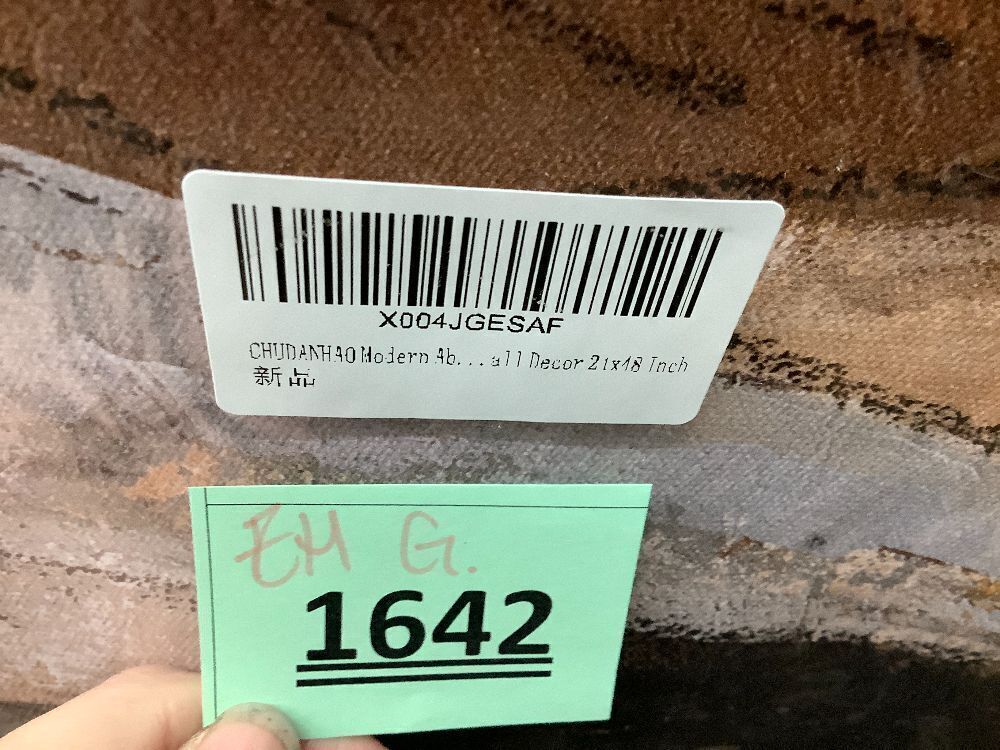 X004JGESAF
CHUDANHAO Modern Ab... all Decor 21x48 Inch
新品
EH G.
1642